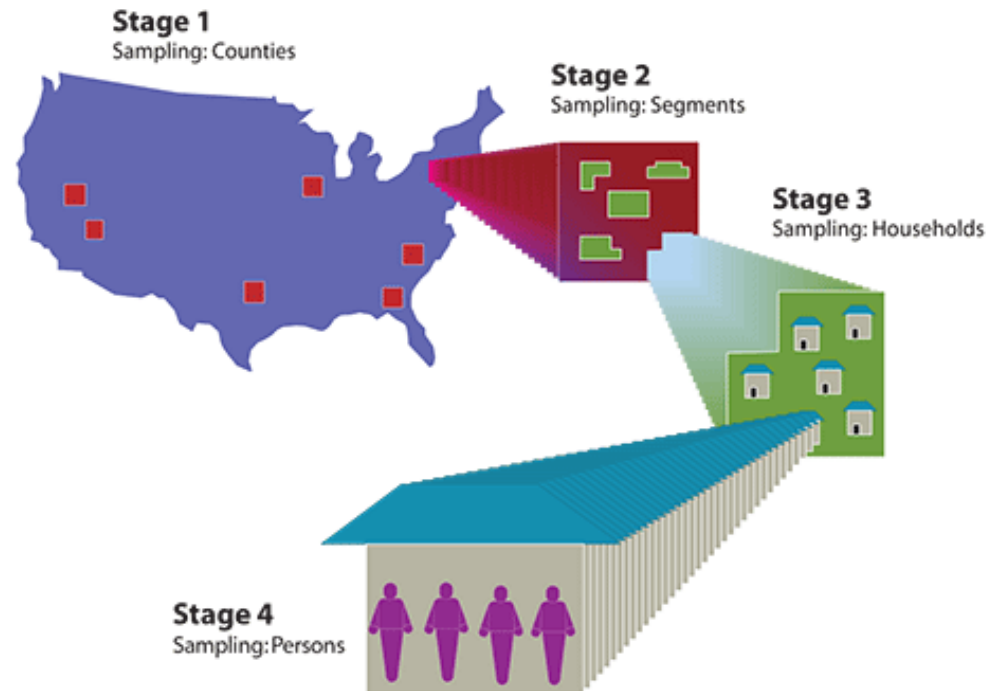 Stage 1
Sampling: Counties
Stage 2
Sampling: Segments
Stage 3
Sampling: Households
Stage 4
Sampling: Persons